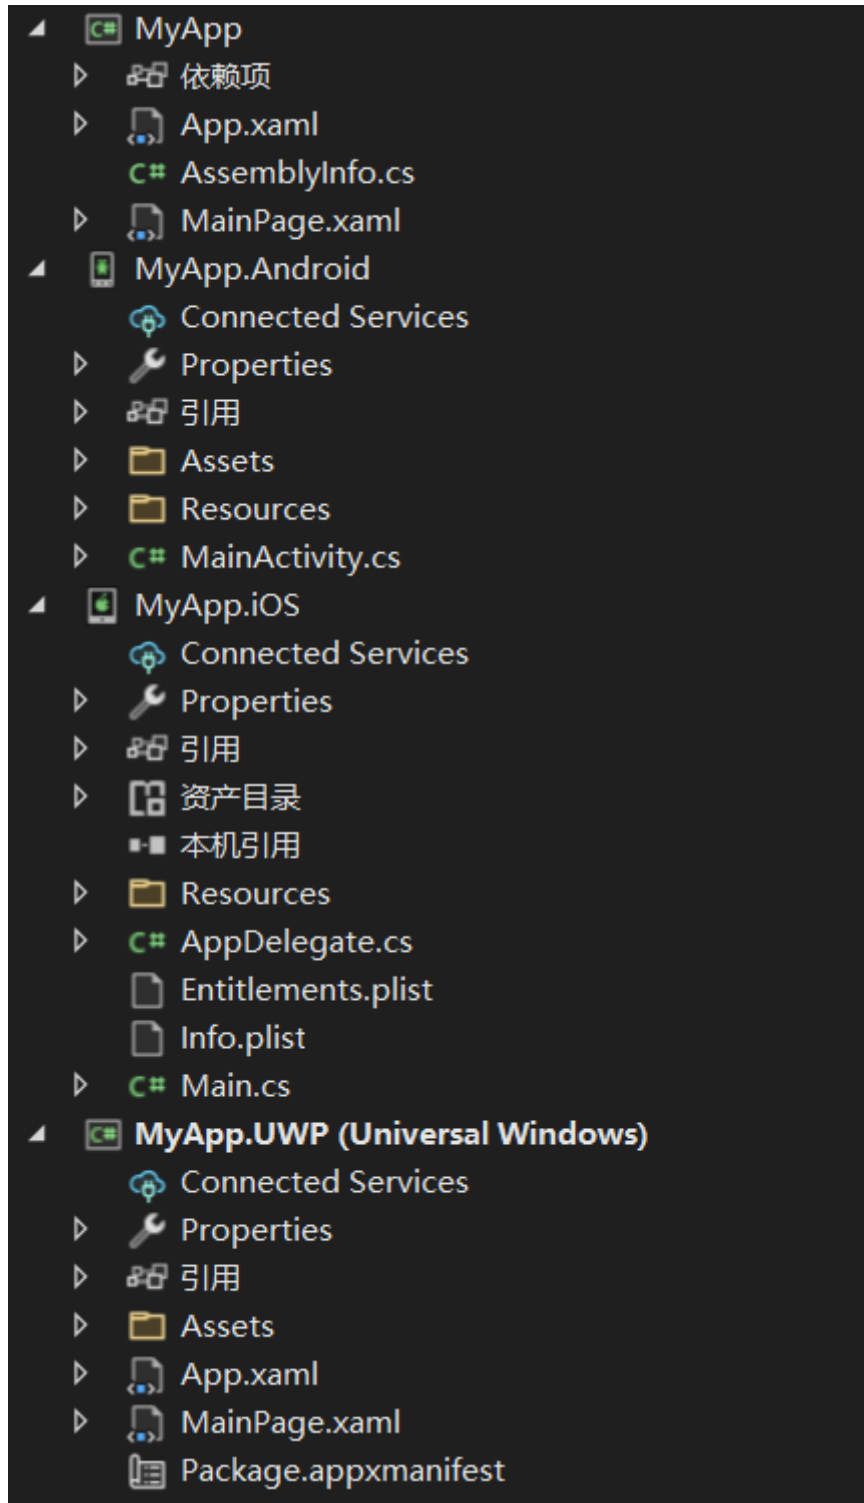 MyApp
依赖项
App.xaml
C# AssemblyInfo.cs
MainPage.xaml
MyApp.Android
Connected Services
Properties
引用
Assets
Resources
C# MainActivity.cs
MyApp.iOS
Connected Services
Properties
引用
资产目录
本机引用
Resources
C# AppDelegate.cs
Entitlements.plist
Info.plist
C# Main.cs
C# MyApp.UWP (Universal Windows)
Connected Services
Properties
引用
Assets
App.xaml
MainPage.xaml
Package.appxmanifest